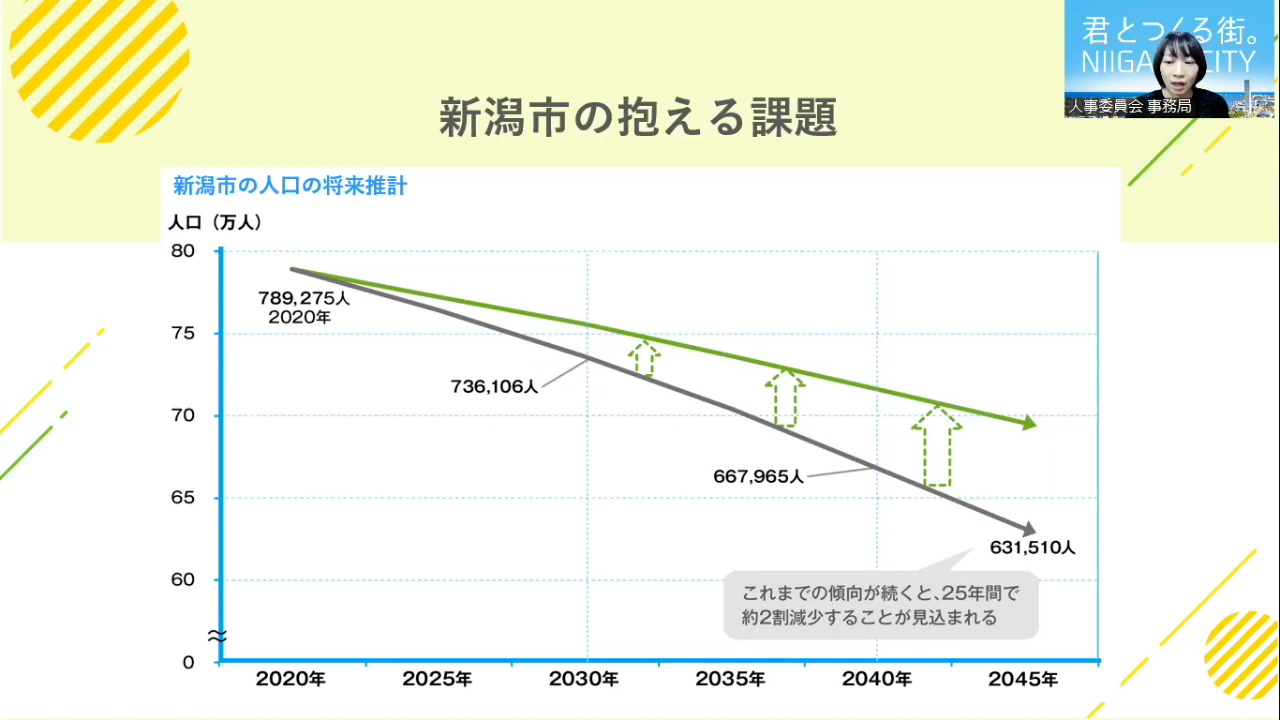 君とつくる街。
NIIGA CITY
人事委員会 事務局
新潟市の抱える課題
新潟市の人口の将来推計
人口（万人）
80
75
70
65
60
0
789,275人
2020年
736,106人
667,965人
631,510人
これまでの傾向が続くと、25年間で
約2割減少することが見込まれる
2020年 2025年 2030年 2035年 2040年 2045年